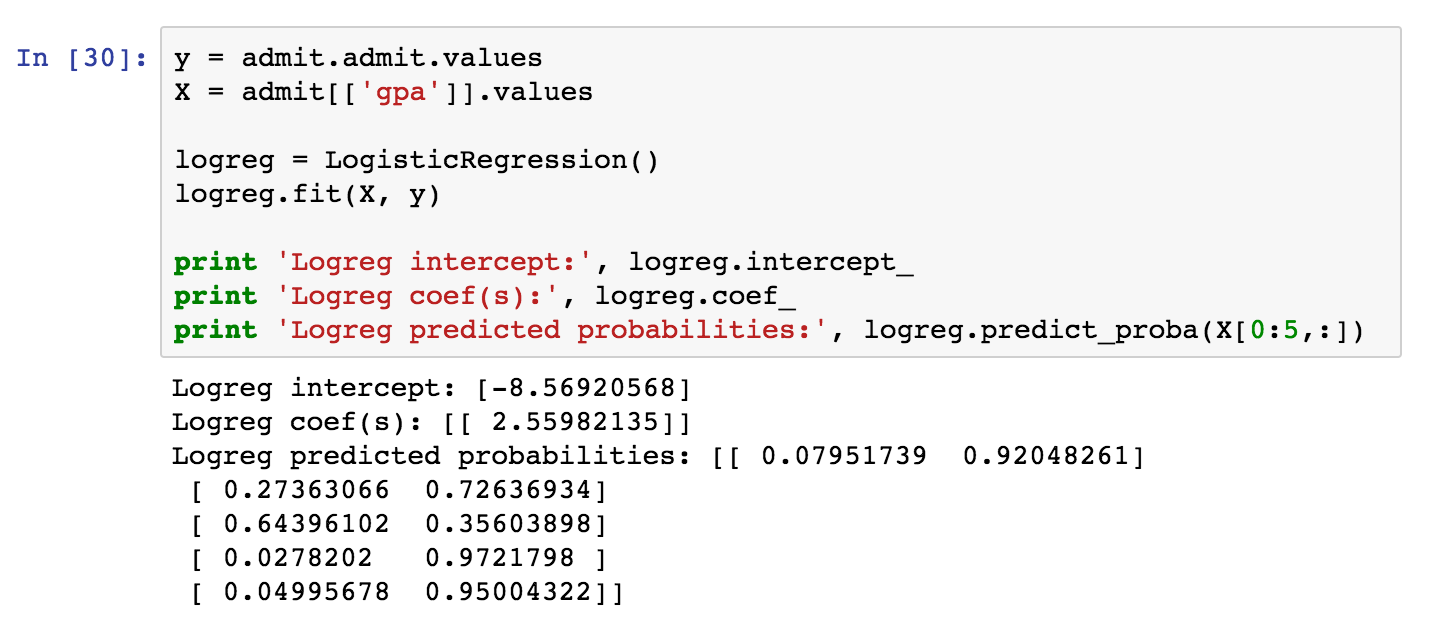 In [30]: y = admit.admit.values
X = admit[['gpa']].values
logreg = LogisticRegression()
logreg.fit(X, y)
print 'Logreg intercept:', logreg.intercept_
print 'Logreg coef(s):', logreg.coef_
print 'Logreg predicted probabilities:', logreg.predict_proba(X[0:5,:])
Logreg intercept: [-8.56920568]
Logreg coef(s): [[ 2.55982135]]
Logreg predicted probabilities: [[ 0.07951739  0.92048261]
[ 0.27363066  0.72636934]
[ 0.64396102  0.35603898]
[ 0.0278202   0.9721798 ]
[ 0.04995678  0.95004322]]